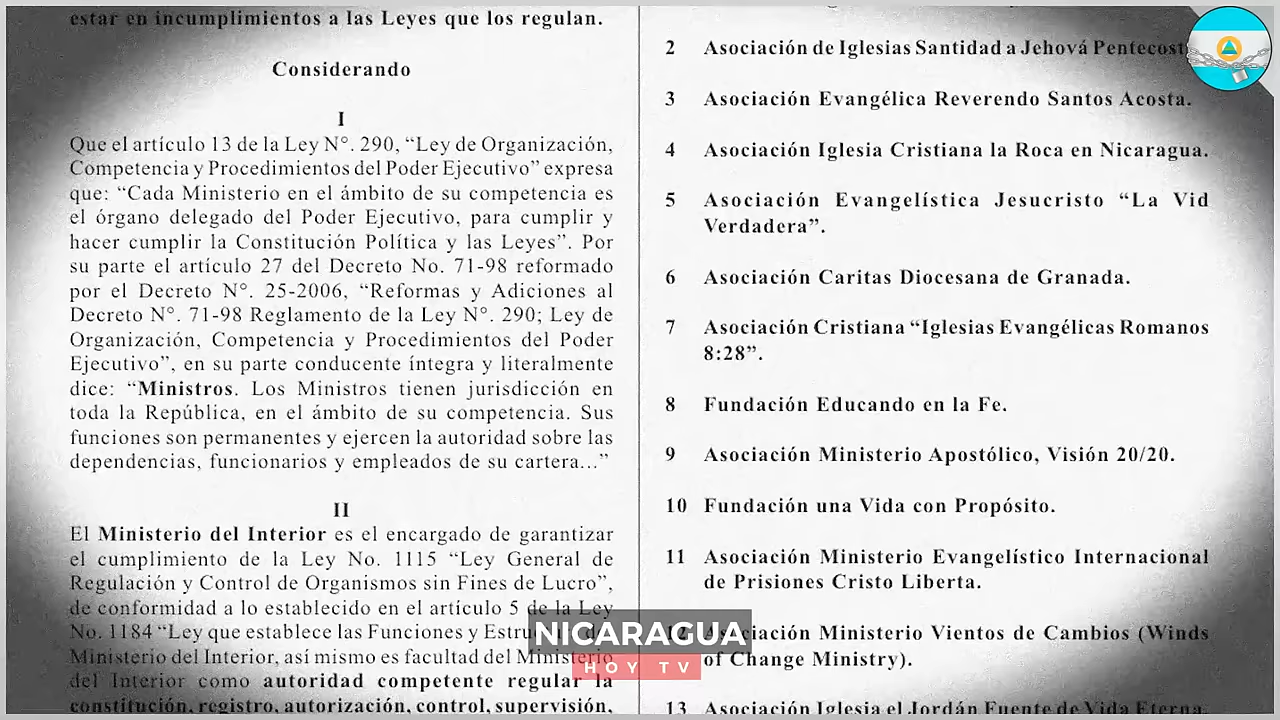 estar en incumplimientos a las Leyes que los regulan.
Considerando
I
Que el artículo 13 de la Ley N°. 290, “Ley de Organización,
Competencia y Procedimientos del Poder Ejecutivo” expresa
que: “Cada Ministerio en el ámbito de su competencia es
el órgano delegado del Poder Ejecutivo, para cumplir y
hacer cumplir la Constitución Política y las Leyes”. Por
su parte el artículo 27 del Decreto No. 71-98 reformado
por el Decreto N°. 25-2006, “Reformas y Adiciones al
Decreto N°. 71-98 Reglamento de la Ley N°. 290; Ley de
Organización, Competencia y Procedimientos del Poder
Ejecutivo”, en su parte conducente íntegra y literalmente
dice: “Ministros. Los Ministros tienen jurisdicción en
toda la República, en el ámbito de su competencia. Sus
funciones son permanentes y ejercen la autoridad sobre las
dependencias, funcionarios y empleados de su cartera...”
II
El Ministerio del Interior es el encargado de garantizar
el cumplimiento de la Ley No. 1115 “Ley General de
Regulación y Control de Organismos sin Fines de Lucro”,
de conformidad a lo establecido en el artículo 5 de la Ley
No. 1184 “Ley que establece las Funciones y
Ministerio del Interior, así mismo es facultad del Ministerio
del Interior como autoridad competente regular la
constitución, registro, autorización, control, supervisión,
2 Asociación de Iglesias Santidad a Jehová
3 Asociación Evangélica Reverendo Santos Acosta.
4 Asociación Iglesia Cristiana la Roca en Nicaragua.
5 Asociación Evangelística Jesucristo “La Vid
Verdadera”.
6 Asociación Caritas Diocesana de Granada.
7 Asociación Cristiana “Iglesias Evangélicas Romanos
8:28”.
8 Fundación Educando en la Fe.
9 Asociación Ministerio Apostólico, Visión 20/20.
10 Fundación una Vida con Propósito.
11 Asociación Ministerio Evangelístico Internacional
de Prisiones Cristo Liberta.
12 Asociación Ministerio Vientos de Cambios (Winds
of Change Ministry).
13 Asociación Iglesia el Jordán Fuente de Vida Eterna.
NICARAGUA
HOY TV